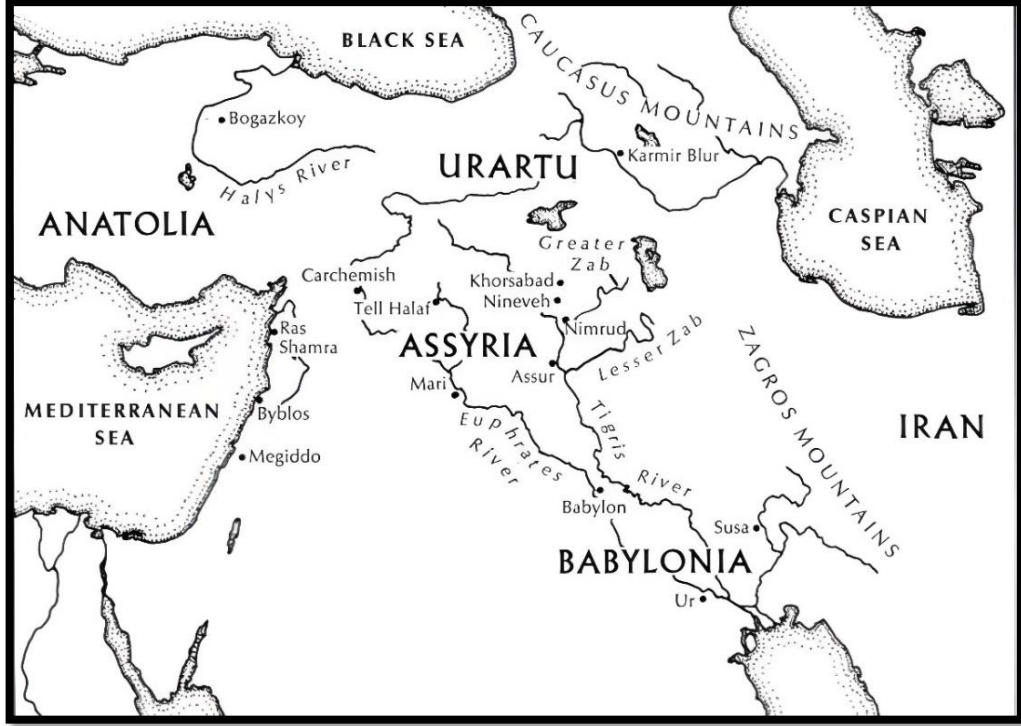 BLACK SEA
CAUCASUS MOUNTAINS
Bogazkoy
Karmir Blur
URARTU
Halys River
ANATOLIA
CASPIAN
SEA
Greater
Zab
Carchemish
Khorsabad
Tell Halaf
Nineveh
Nimrud
Ras
Shamra
ASSYRIA
Lesser Zab
Assur
ZAGROS MOUNTAINS
Mari
MEDITERRANEAN
SEA
Byblos
Euphrates
River
Tigris River
IRAN
Megiddo
Babylon
Susa
BABYLONIA
Ur